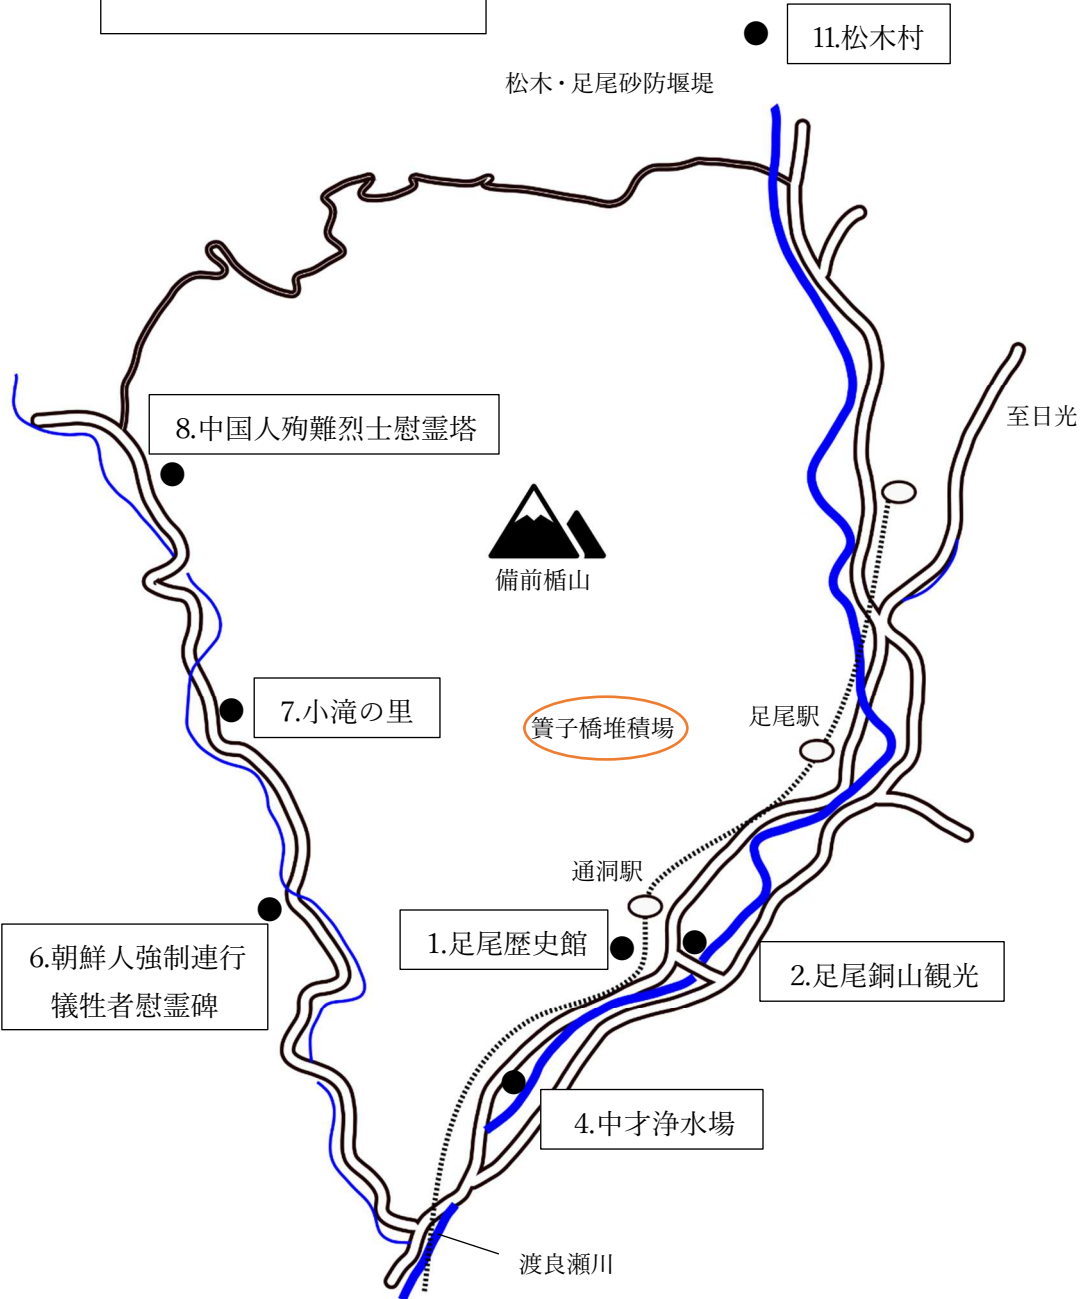 11.松木村
松木・足尾砂防堰堤
8.中国人殉難烈士慰霊塔
至日光
備前楯山
7.小滝の里
簀子橋堆積場
足尾駅
通洞駅
1.足尾歴史館
6.朝鮮人強制連行
犠牲者慰霊碑
2.足尾銅山観光
4.中才浄水場
渡良瀬川